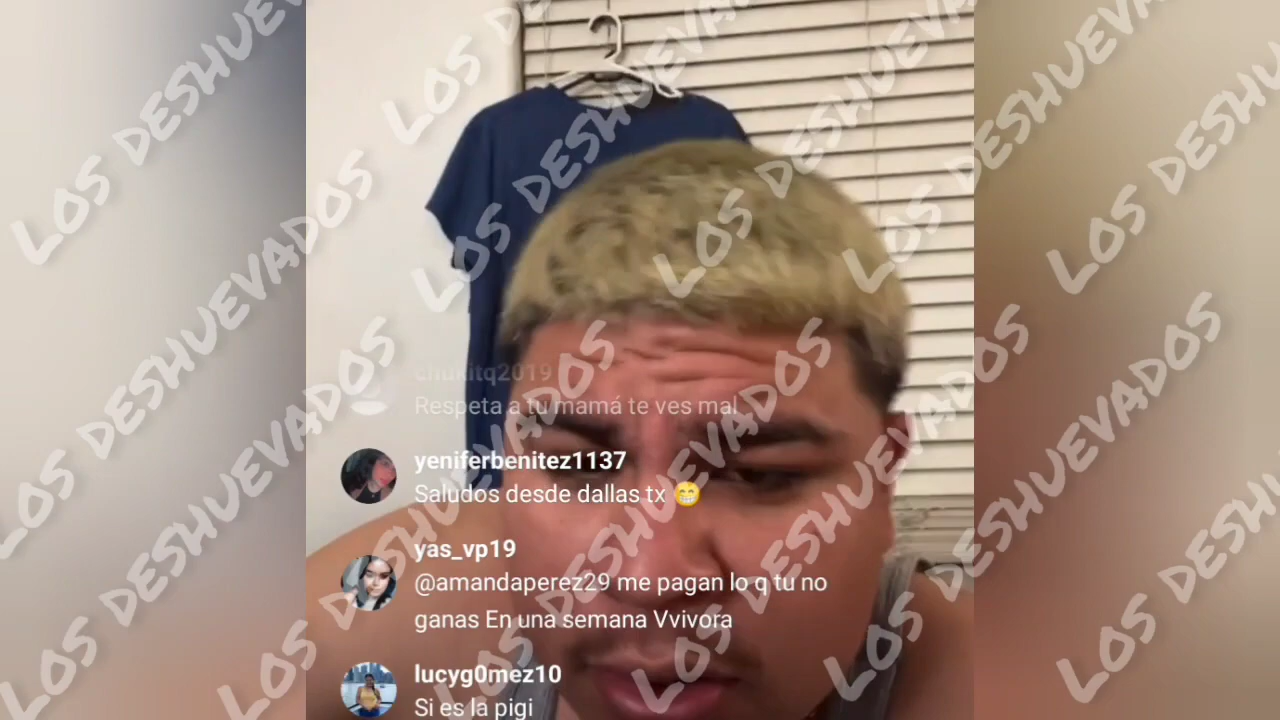 LOS DESHUEVADOS
chukitq2019
Respeta a tu mamá te ves mal
yeniferbenitez1137
Saludos desde dallas tx 😁
yas_vp19
@amandaperez29 me pagan lo q tu no
ganas En una semana Vvivora
lucyg0mez10
Si es la pigi